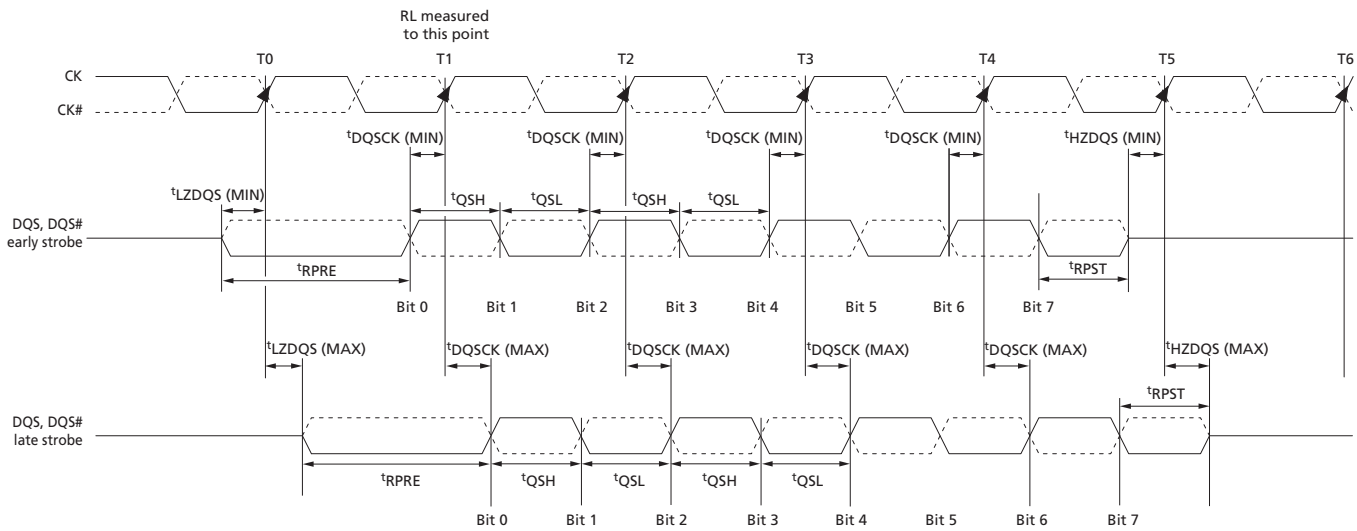 RL measured
to this point
T0 T1 T2 T3 T4 T5 T6
CK
CK#
tDQSCK (MIN) tDQSCK (MIN) tDQSCK (MIN) tDQSCK (MIN) tHZDQS (MIN)
tLZDQS (MIN)
tQSH tQSL tQSH tQSL
DQS, DQS#
early strobe
tRPRE tRPST
Bit 0 Bit 1 Bit 2 Bit 3 Bit 4 Bit 5 Bit 6 Bit 7
tLZDQS (MAX) tDQSCK (MAX) tDQSCK (MAX) tDQSCK (MAX) tDQSCK (MAX) tHZDQS (MAX)
tRPST
DQS, DQS#
late strobe
tRPRE tQSH tQSL tQSH tQSL
Bit 0 Bit 1 Bit 2 Bit 3 Bit 4 Bit 5 Bit 6 Bit 7